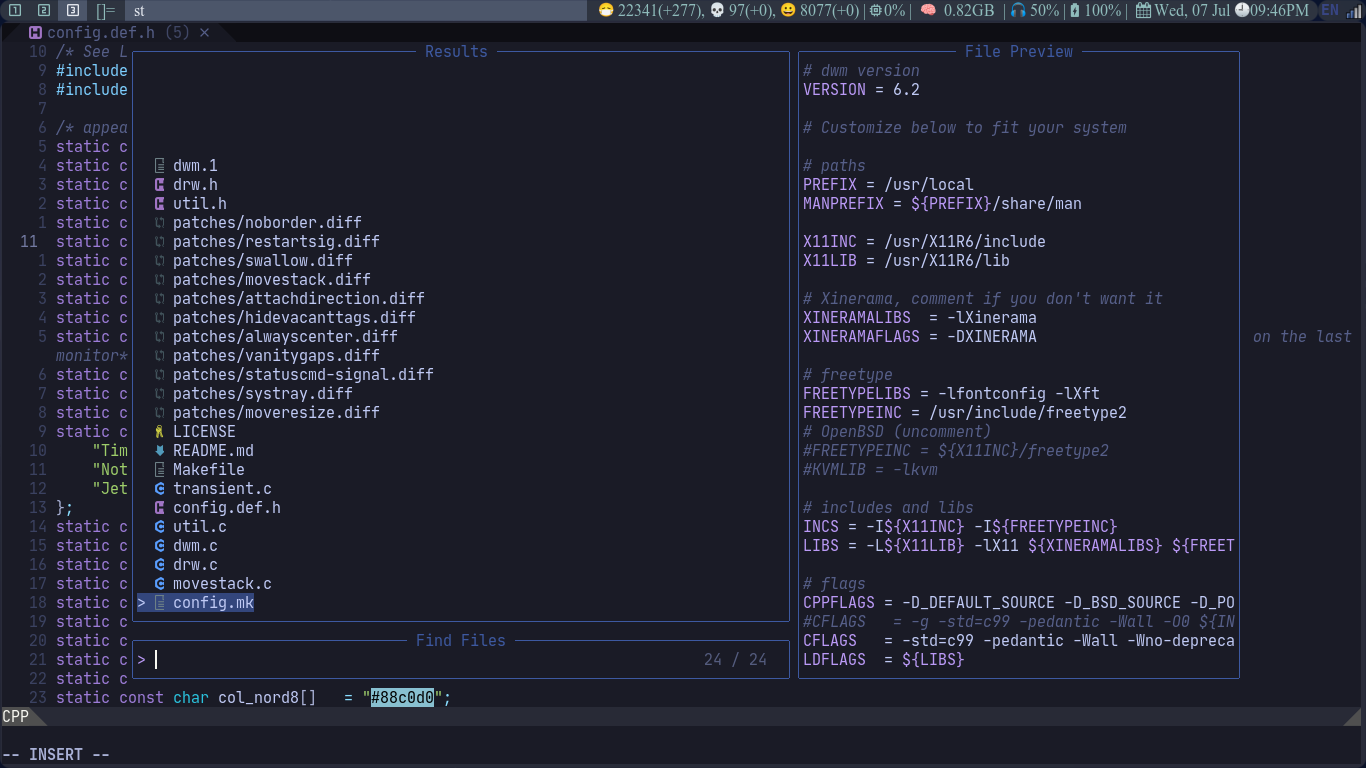 1 2 3 []= st 😷 22341(+277), 💀 97(+0), 😀 8077(+0) | 0% | 🧠 0.82GB | 🎧 50% | 100% | Wed, 07 Jul 09:46PM EN
config.def.h (5) ×
10 /* See L
9 #include
8 #include
7
6 /* appea
5 static c
4 static c
3 static c
2 static c
1 static c
11 static c
1 static c
2 static c
3 static c
4 static c
5 static c on the last
monitor*
6 static c
7 static c
8 static c
9 static c
10 "Tim
11 "Not
12 "Jet
13 };
14 static c
15 static c
16 static c
17 static c
18 static c
19 static c
20 static c
21 static c
22 static c
23 static const char col_nord8[] = "#88c0d0";
Results
dwm.1
drw.h
util.h
patches/noborder.diff
patches/restartsig.diff
patches/swallow.diff
patches/movestack.diff
patches/attachdirection.diff
patches/hidevacanttags.diff
patches/alwayscenter.diff
patches/vanitygaps.diff
patches/statuscmd-signal.diff
patches/systray.diff
patches/moveresize.diff
LICENSE
README.md
Makefile
transient.c
config.def.h
util.c
dwm.c
drw.c
movestack.c
> config.mk
Find Files
> 24 / 24
File Preview
# dwm version
VERSION = 6.2
# Customize below to fit your system
# paths
PREFIX = /usr/local
MANPREFIX = ${PREFIX}/share/man
X11INC = /usr/X11R6/include
X11LIB = /usr/X11R6/lib
# Xinerama, comment if you don't want it
XINERAMALIBS = -lXinerama
XINERAMAFLAGS = -DXINERAMA
# freetype
FREETYPELIBS = -lfontconfig -lXft
FREETYPEINC = /usr/include/freetype2
# OpenBSD (uncomment)
#FREETYPEINC = ${X11INC}/freetype2
#KVMLIB = -lkvm
# includes and libs
INCS = -I${X11INC} -I${FREETYPEINC}
LIBS = -L${X11LIB} -lX11 ${XINERAMALIBS} ${FREET
# flags
CPPFLAGS = -D_DEFAULT_SOURCE -D_BSD_SOURCE -D_PO
#CFLAGS = -g -std=c99 -pedantic -Wall -O0 ${IN
CFLAGS = -std=c99 -pedantic -Wall -Wno-depreca
LDFLAGS = ${LIBS}
CPP
-- INSERT --